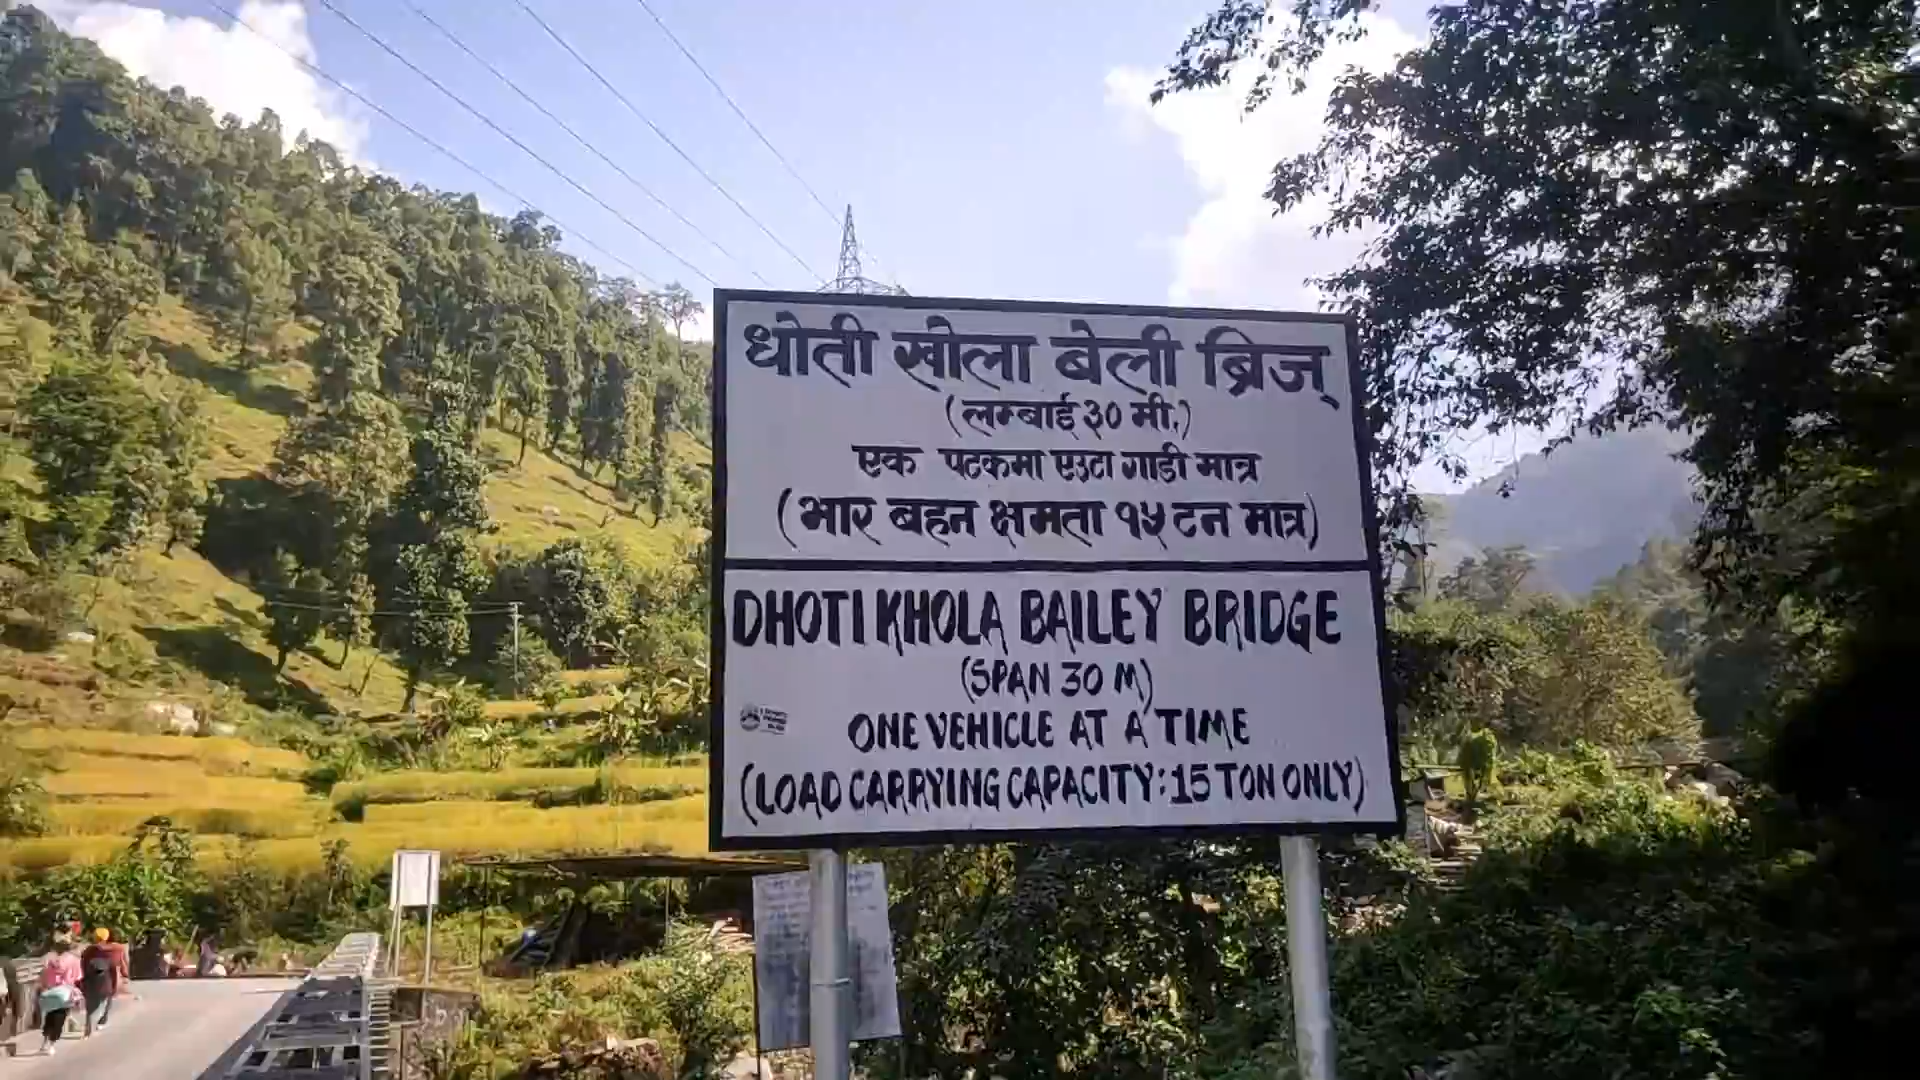 धोती खोला बेली ब्रिज्
(लम्बाई ३० मी.)
एक पटकमा एउटा गाडी मात्र
(भार बहन क्षमता १५ टन मात्र)
DHOTI KHOLA BAILEY BRIDGE
(SPAN 30 M)
ONE VEHICLE AT A TIME
(LOAD CARRYING CAPACITY: 15 TON ONLY)